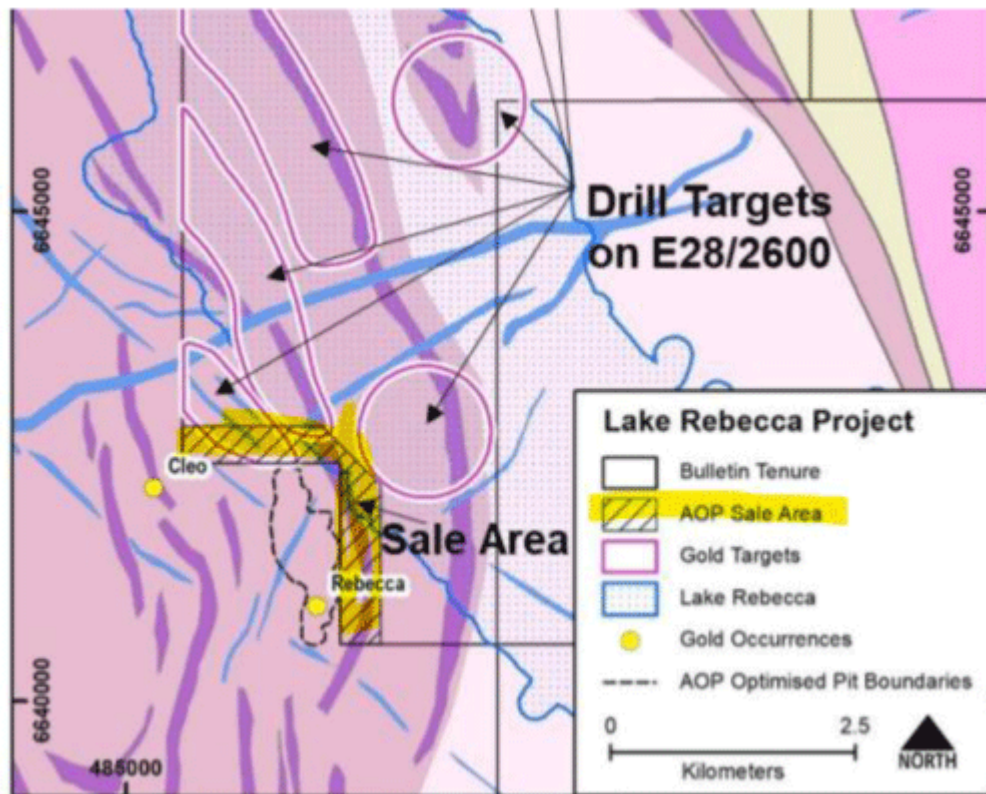 6645000
6645000
Drill Targets
on E28/2600
Cleo
Sale Area
Rebecca
6640000
485000
Lake Rebecca Project
Bulletin Tenure
AOP Sale Area
Gold Targets
Lake Rebecca
Gold Occurrences
AOP Optimised Pit Boundaries
0 2.5
Kilometers
NORTH